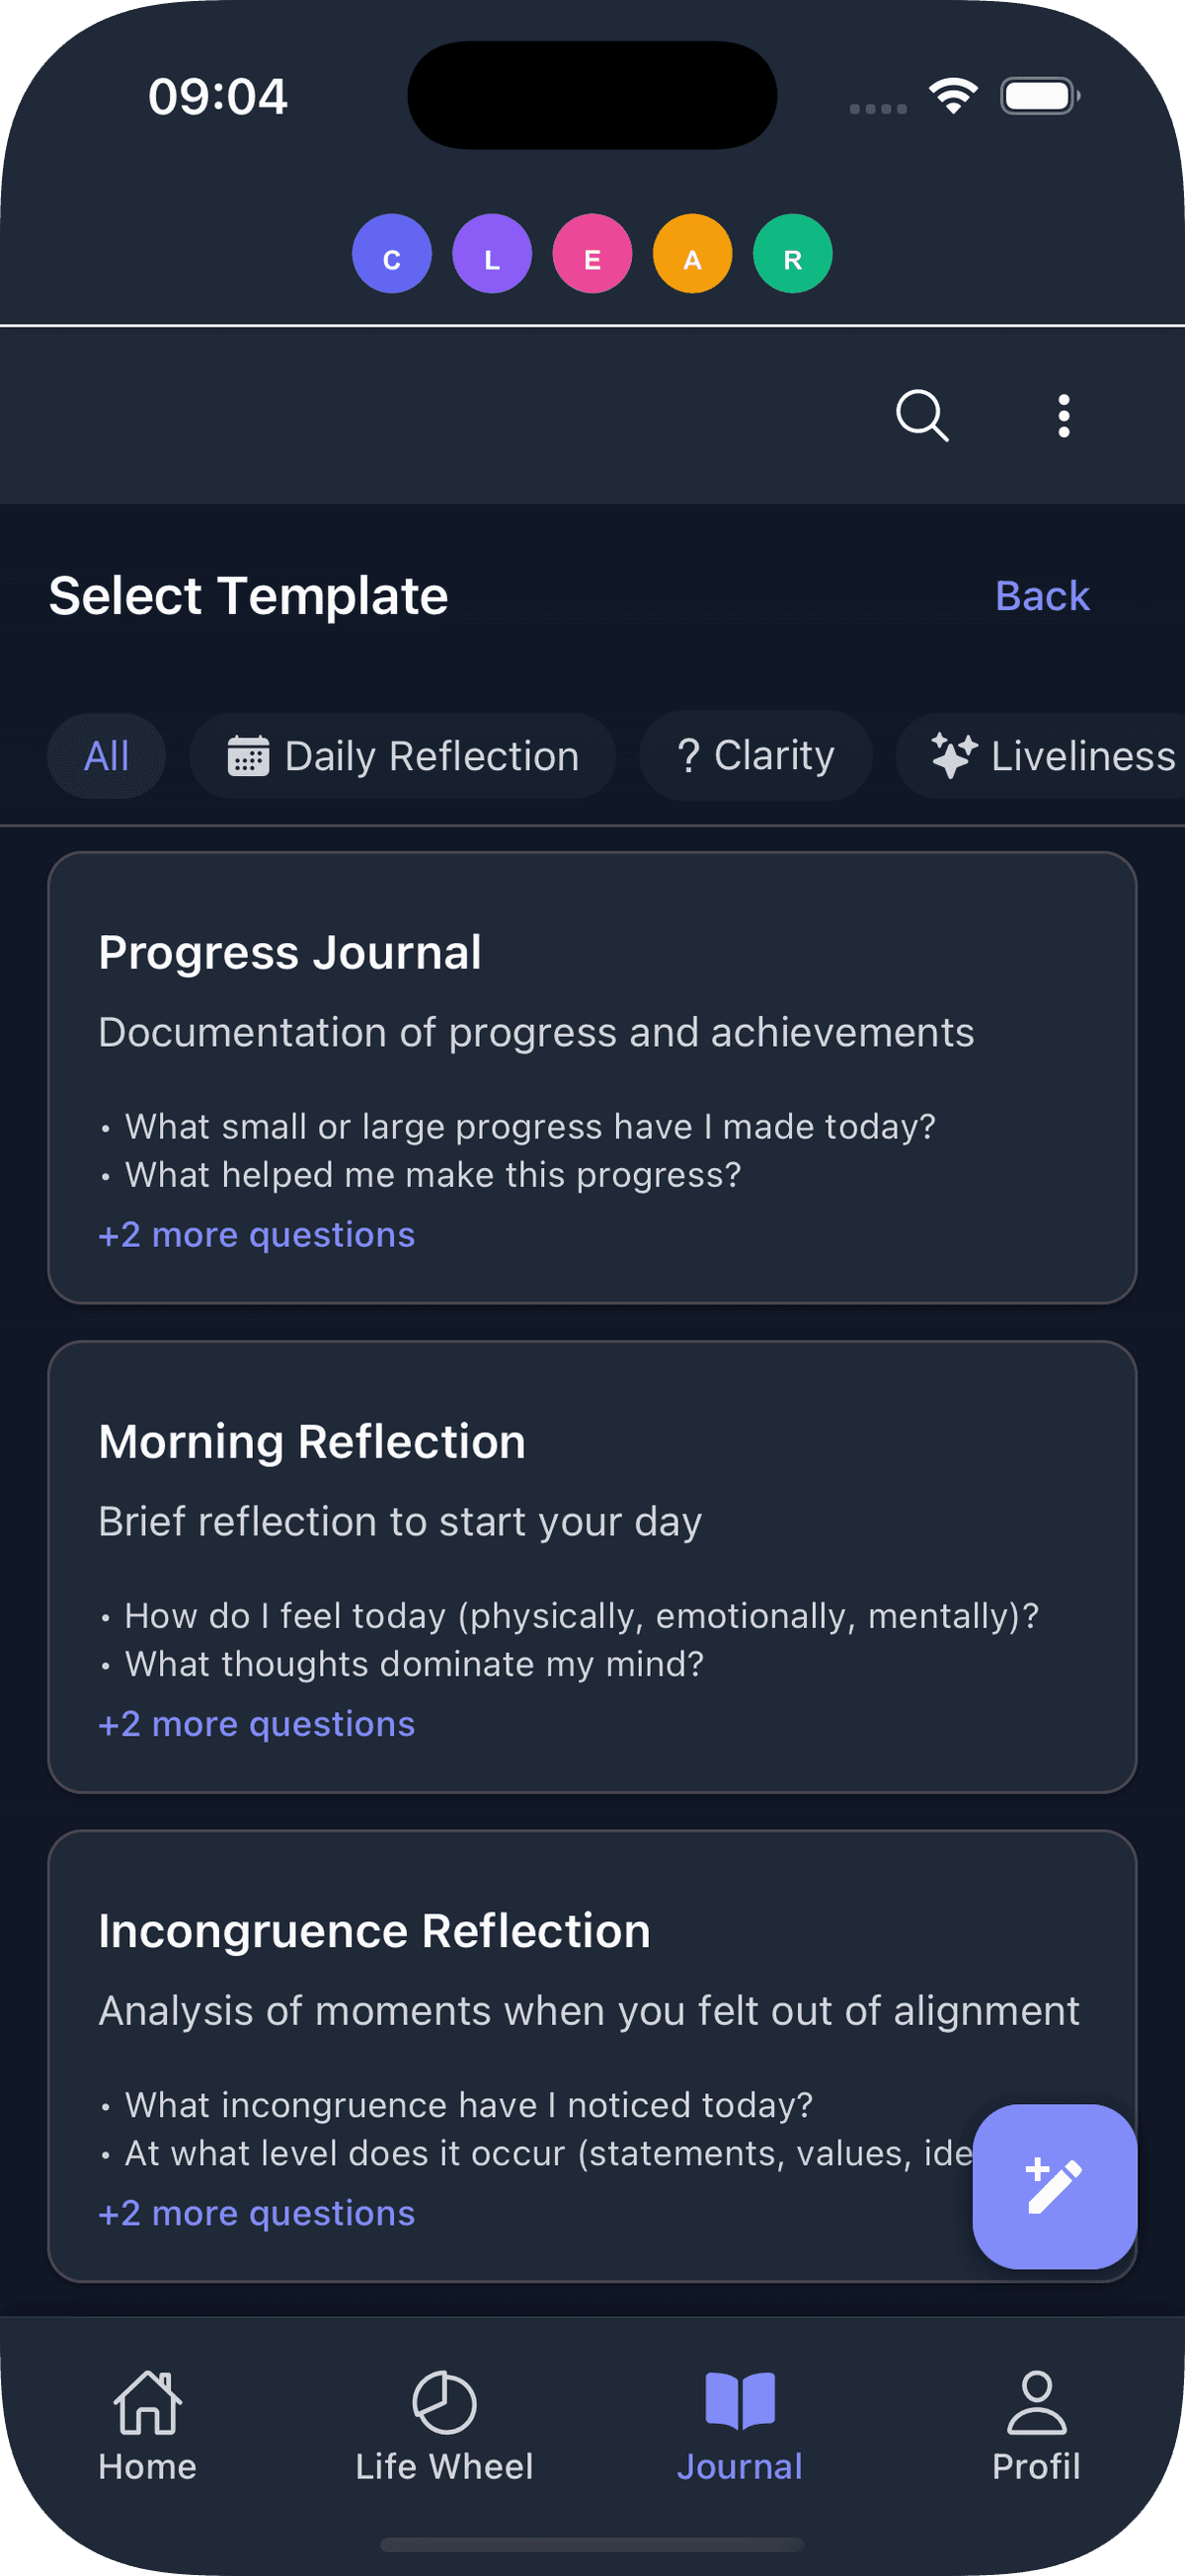 09:04
C L E A R
Select Template
Back
All
Daily Reflection
? Clarity
Liveliness
Progress Journal
Documentation of progress and achievements
• What small or large progress have I made today?
• What helped me make this progress?
+2 more questions
Morning Reflection
Brief reflection to start your day
• How do I feel today (physically, emotionally, mentally)?
• What thoughts dominate my mind?
+2 more questions
Incongruence Reflection
Analysis of moments when you felt out of alignment
• What incongruence have I noticed today?
• At what level does it occur (statements, values, ide
+2 more questions
Home
Life Wheel
Journal
Profil